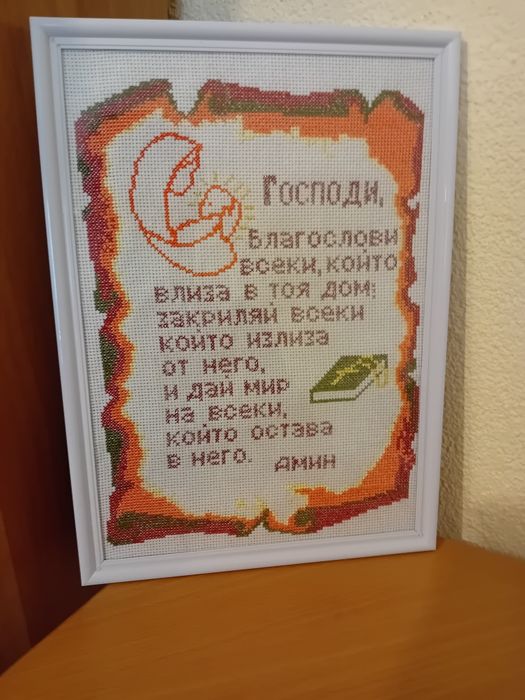 Господи,
Благослови
всеки, който
влиза в тоя дом;
закриляй всеки
който излиза
от него,
и дай мир
на всеки,
който остава
в него. Амин